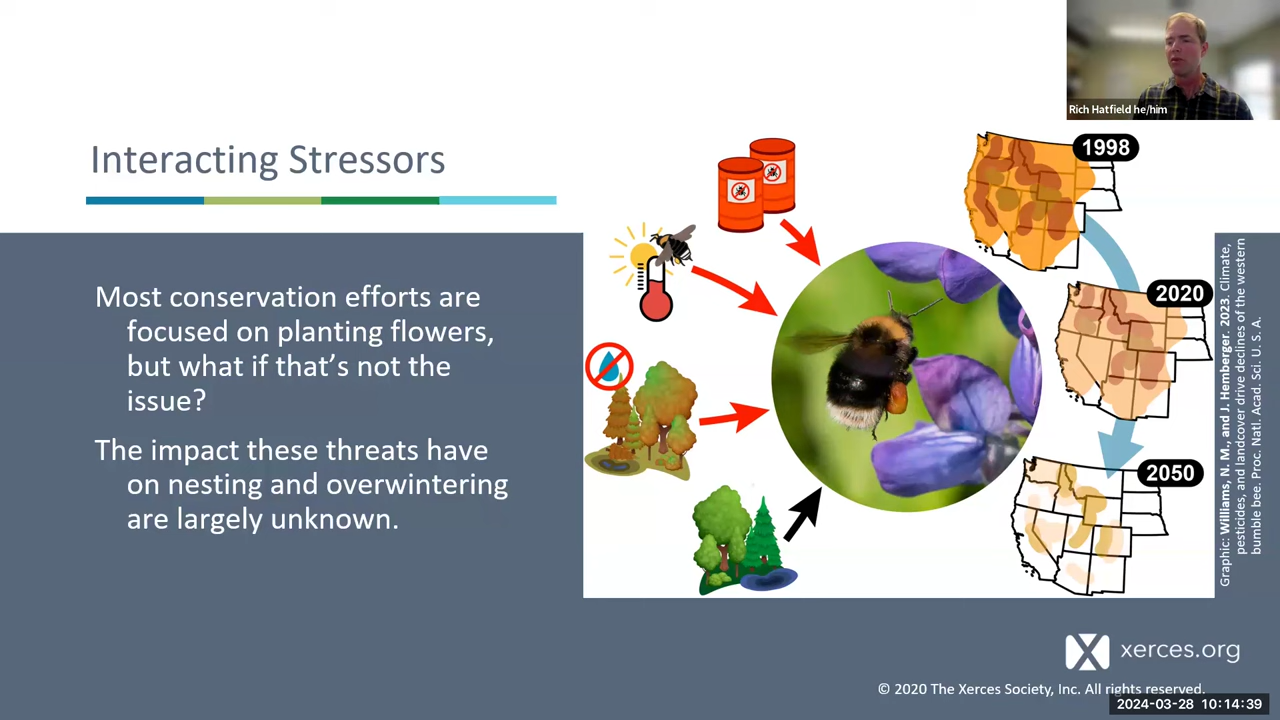 Rich Hatfield he/him
Interacting Stressors
Most conservation efforts are
focused on planting flowers,
but what if that's not the
issue?
The impact these threats have
on nesting and overwintering
are largely unknown.
1998
2020
2050
Graphic: Williams, N. M., and J. Hemberger. 2023. Climate,
pesticides, and landcover drive declines of the western
bumble bee. Proc. Natl. Acad. Sci. U. S. A.
xerces.org
© 2020 The Xerces Society, Inc. All rights reserved.
2024-03-28 10:14:39